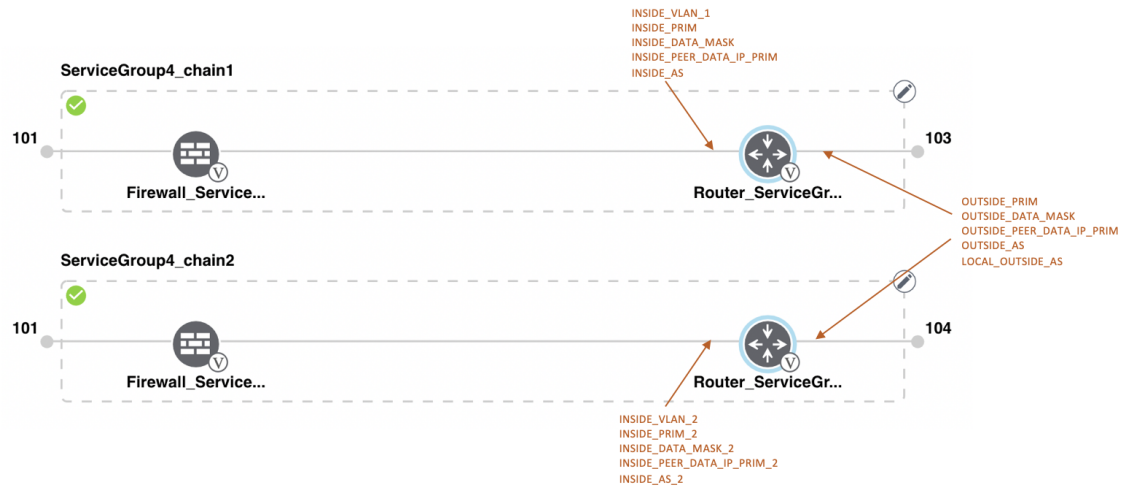 INSIDE_VLAN_1
INSIDE_PRIM
INSIDE_DATA_MASK
INSIDE_PEER_DATA_IP_PRIM
INSIDE_AS
ServiceGroup4_chain1
101
103
V
V
Firewall_Service...
Router_ServiceGr...
OUTSIDE_PRIM
OUTSIDE_DATA_MASK
OUTSIDE_PEER_DATA_IP_PRIM
OUTSIDE_AS
LOCAL_OUTSIDE_AS
ServiceGroup4_chain2
101
104
V
V
Firewall_Service...
Router_ServiceGr...
INSIDE_VLAN_2
INSIDE_PRIM_2
INSIDE_DATA_MASK_2
INSIDE_PEER_DATA_IP_PRIM_2
INSIDE_AS_2